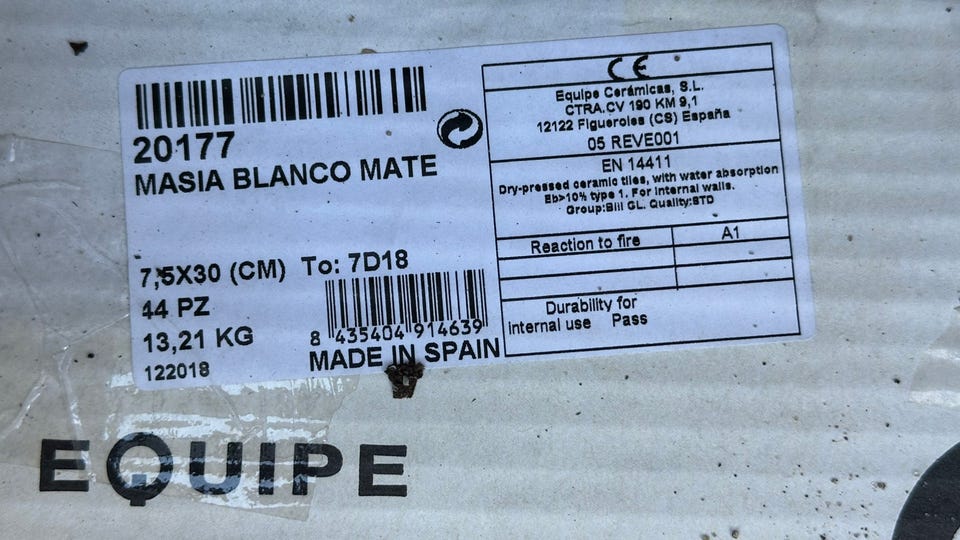 20177
MASIA BLANCO MATE
7,5X30 (CM) To: 7D18
44 PZ
13,21 KG
122018
8 435404 914639
MADE IN SPAIN
CE
Equipe Cerámicas, S.L.
CTRA.CV 190 KM 9,1
12122 Figueroles (CS) España
05 REVE001
EN 14411
Dry-pressed ceramic tiles, with water absorption
Eb>10% type 1. For internal walls.
Group:BIII GL. Quality:STD
Reaction to fire A1
Durability for
internal use Pass
EQUIPE